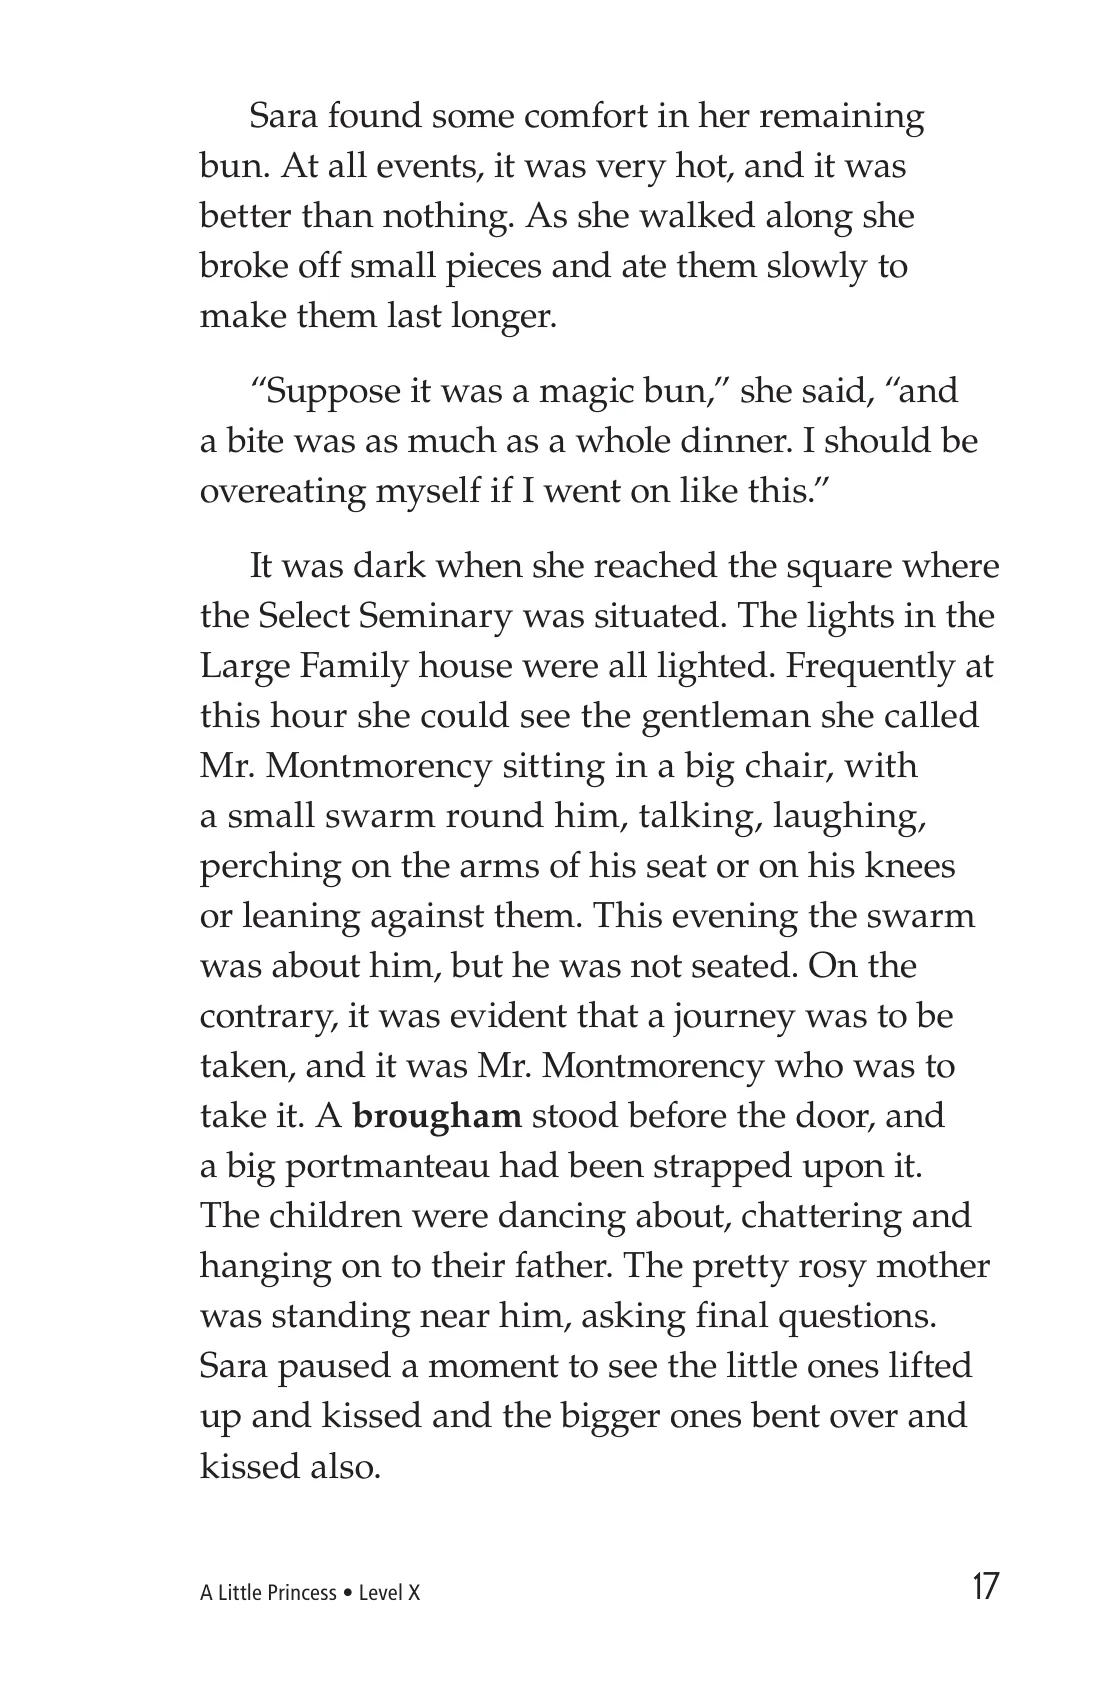 Sara found some comfort in her remaining
bun. At all events, it was very hot, and it was
better than nothing. As she walked along she
broke off small pieces and ate them slowly to
make them last longer.
“Suppose it was a magic bun,” she said, “and
a bite was as much as a whole dinner. I should be
overeating myself if I went on like this.”
It was dark when she reached the square where
the Select Seminary was situated. The lights in the
Large Family house were all lighted. Frequently at
this hour she could see the gentleman she called
Mr. Montmorency sitting in a big chair, with
a small swarm round him, talking, laughing,
perching on the arms of his seat or on his knees
or leaning against them. This evening the swarm
was about him, but he was not seated. On the
contrary, it was evident that a journey was to be
taken, and it was Mr. Montmorency who was to
take it. A brougham stood before the door, and
a big portmanteau had been strapped upon it.
The children were dancing about, chattering and
hanging on to their father. The pretty rosy mother
was standing near him, asking final questions.
Sara paused a moment to see the little ones lifted
up and kissed and the bigger ones bent over and
kissed also.
A Little Princess • Level X
17